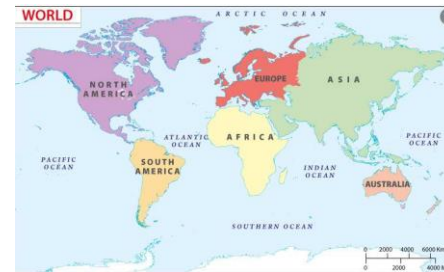 WORLD
ARCTIC OCEAN
NORTH
AMERICA
EUROPE
ASIA
ATLANTIC
OCEAN
AFRICA
PACIFIC
OCEAN
PACIFIC
OCEAN
SOUTH
AMERICA
INDIAN
OCEAN
AUSTRALIA
SOUTHERN OCEAN
0 2000 4000 6000 Km
0 2000 4000 Km